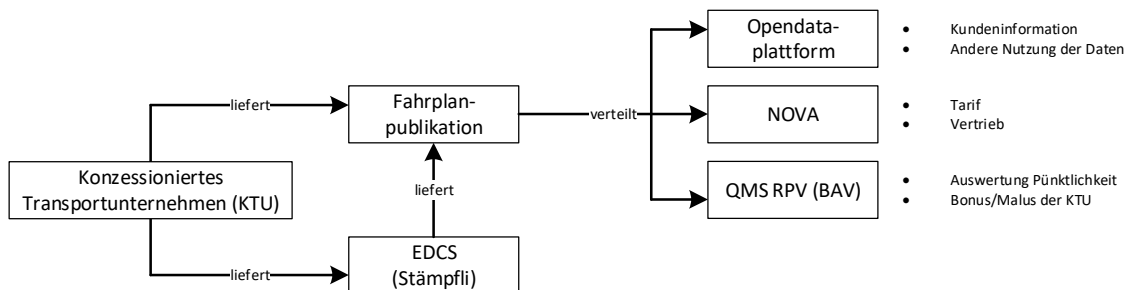 Konzessioniertes
Transportunternehmen (KTU)
liefert
liefert
Fahrplan-
publikation
liefert
EDCS
(Stämpfli)
verteilt
Opendata-
plattform
• Kundeninformation
• Andere Nutzung der Daten
NOVA
• Tarif
• Vertrieb
QMS RPV (BAV)
• Auswertung Pünktlichkeit
• Bonus/Malus der KTU